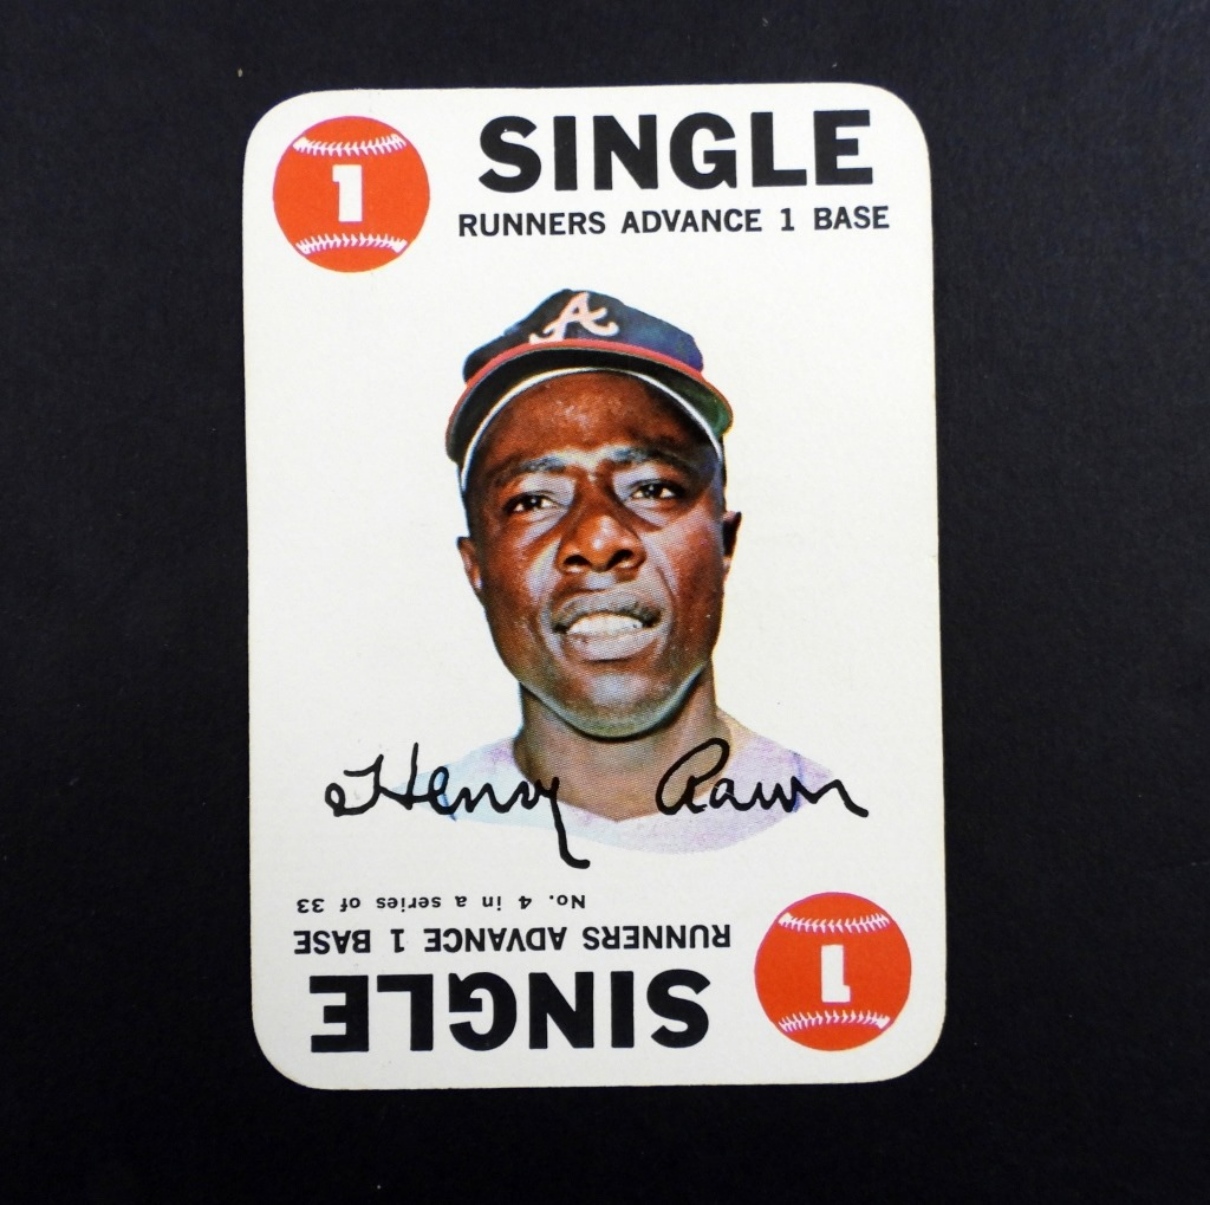 1
SINGLE
RUNNERS ADVANCE 1 BASE
A
Henry Aaron
No. 4 in a series of 33
RUNNERS ADVANCE 1 BASE
SINGLE
1